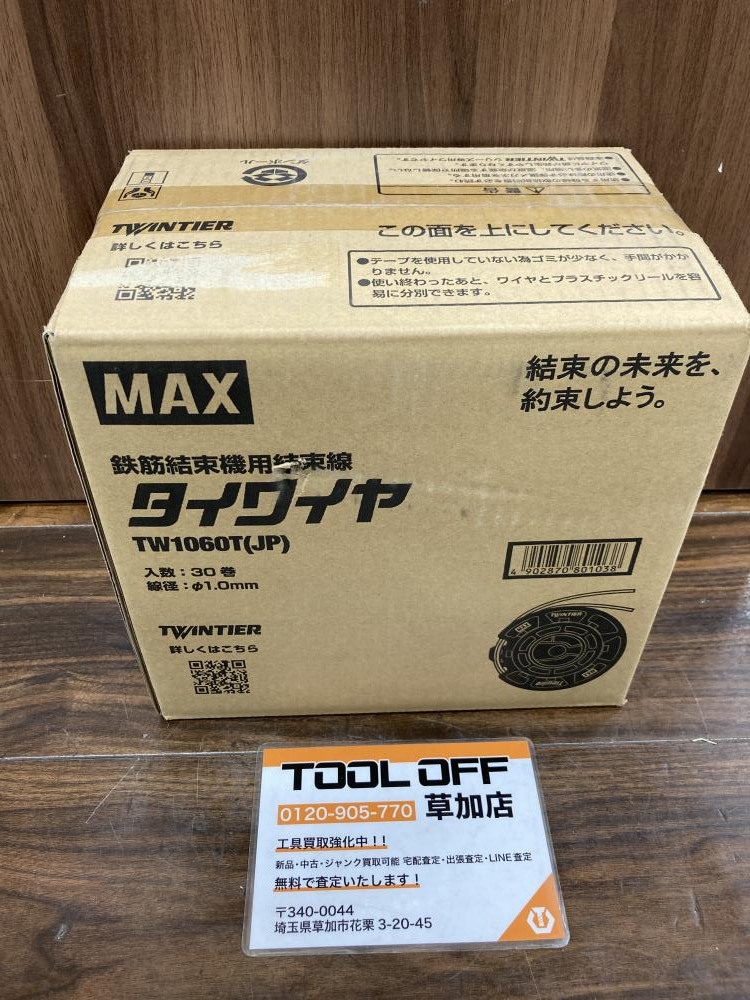 ダンボール
TWINTIER
詳しくはこちら
この面を上にしてください。
●テープを使用していない為ゴミが少なく、手間がかか
りません。
●使い終わったあと、ワイヤとプラスチックリールを容
易に分別できます。
MAX
結束の未来を、
約束しよう。
鉄筋結束機用結束線
タイワイヤ
TW1060T(JP)
入数：30巻
線径：φ1.0mm
4 902870 801038
TWINTIER
詳しくはこちら
TWINTIER
MAX
TOOL OFF
0120-905-770 草加店
工具買取強化中！！
新品・中古・ジャンク買取可能 宅配査定・出張査定・LINE査定
無料で査定いたします！
〒340-0044
埼玉県草加市花栗3-20-45